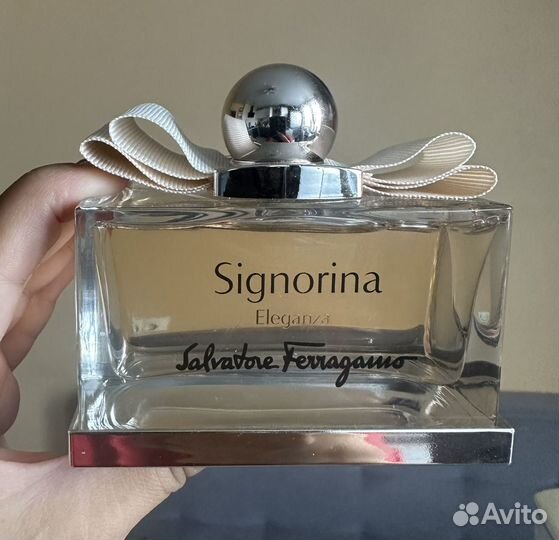 Signorina
Eleganza
Salvatore Ferragamo
Avito